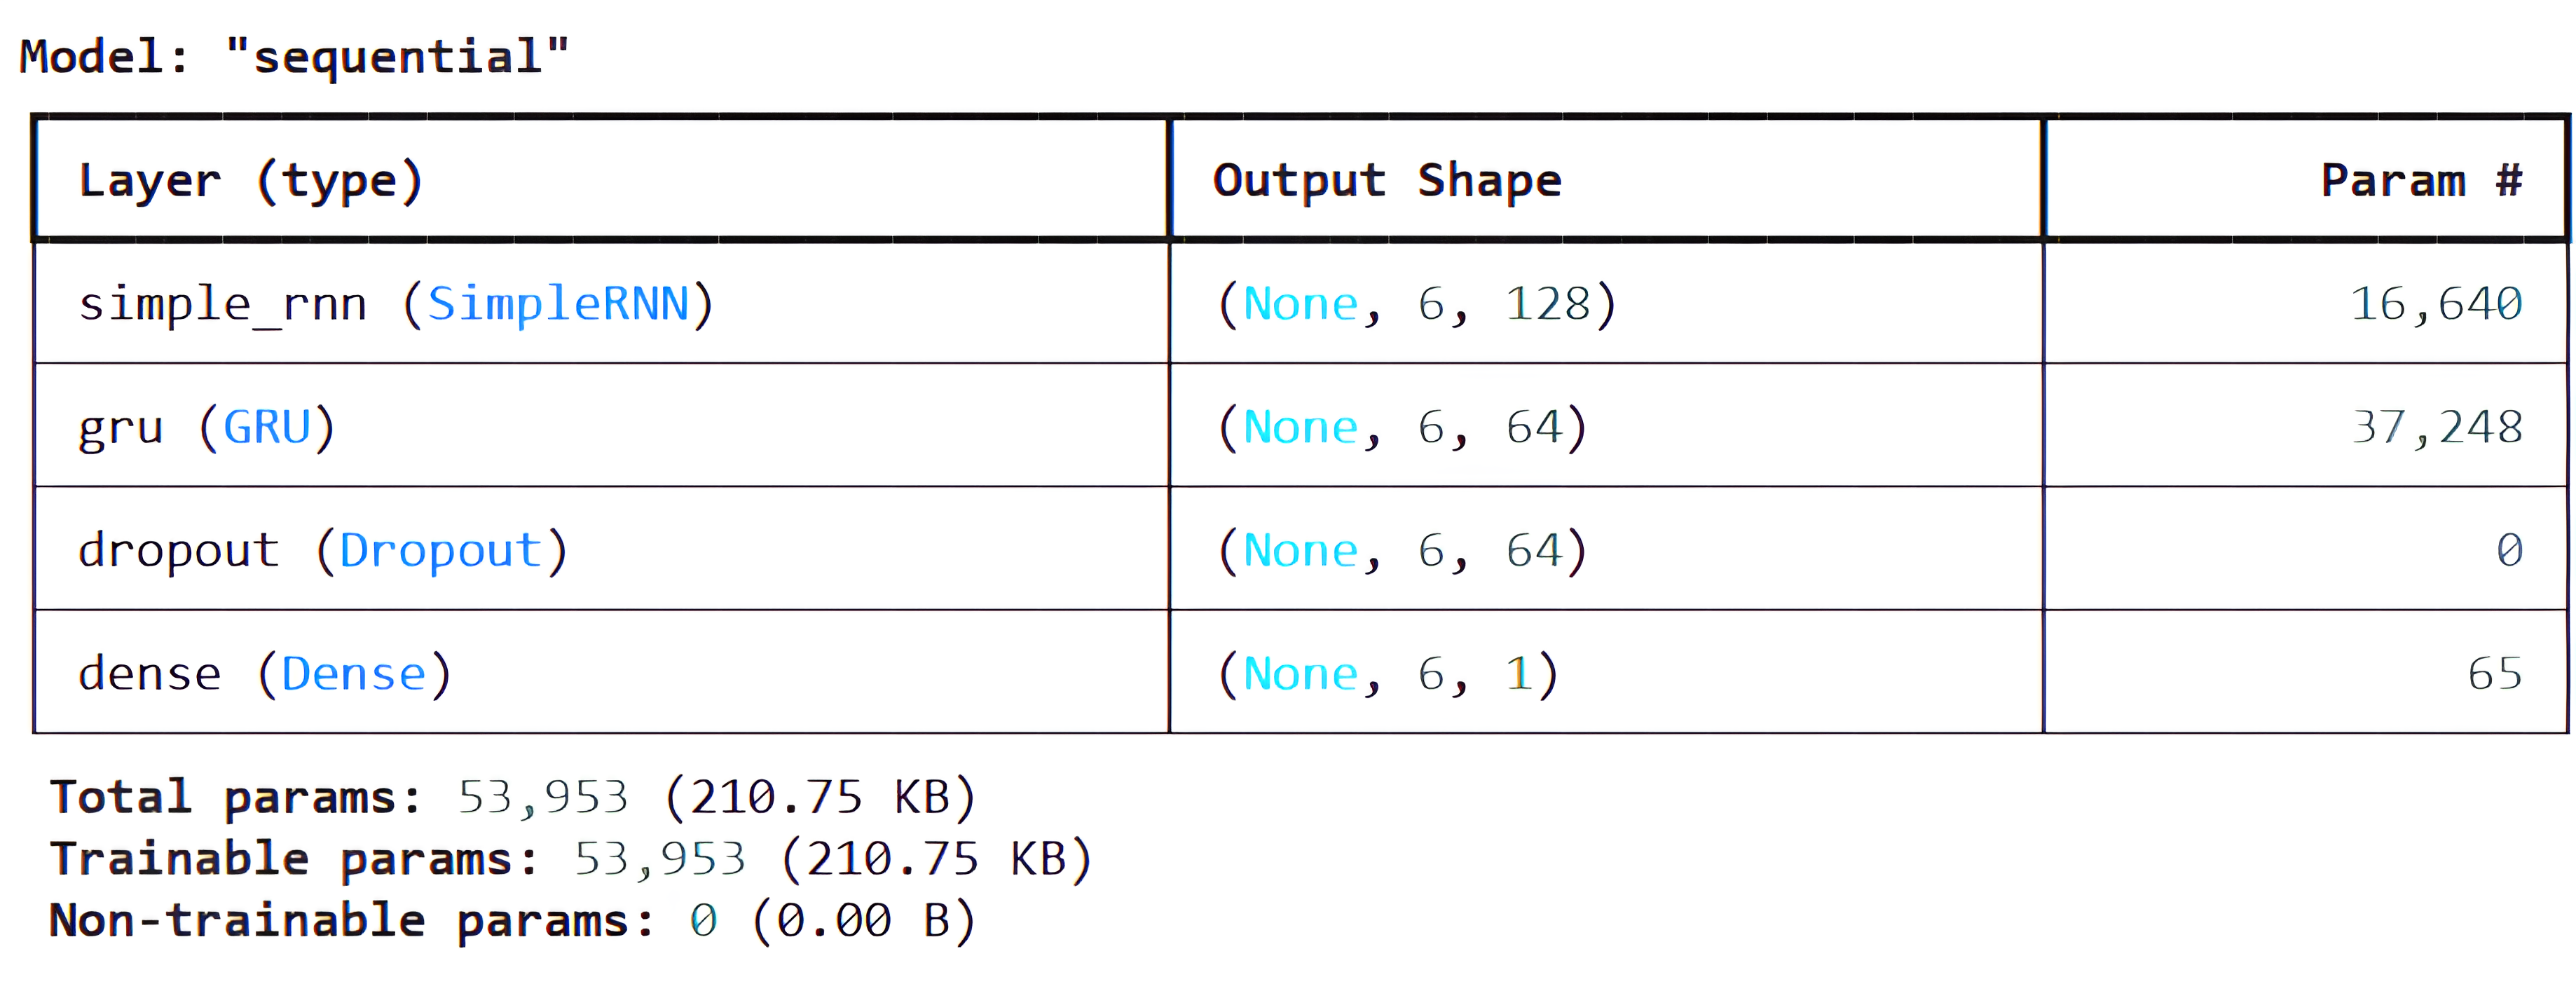 Model: "sequential"
Layer (type) Output Shape Param #
simple_rnn (SimpleRNN) (None, 6, 128) 16,640
gru (GRU) (None, 6, 64) 37,248
dropout (Dropout) (None, 6, 64) 0
dense (Dense) (None, 6, 1) 65
Total params: 53,953 (210.75 KB)
Trainable params: 53,953 (210.75 KB)
Non-trainable params: 0 (0.00 B)